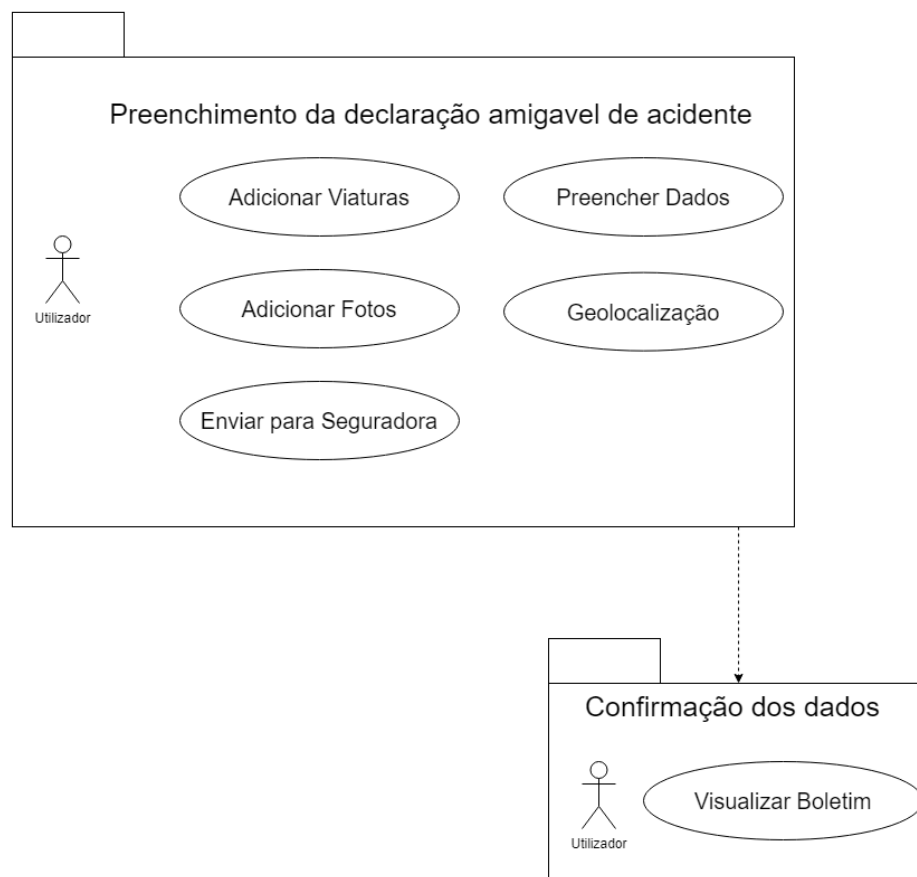 Preenchimento da declaração amigavel de acidente
Adicionar Viaturas
Preencher Dados
Utilizador
Adicionar Fotos
Geolocalização
Enviar para Seguradora
Confirmação dos dados
Utilizador
Visualizar Boletim